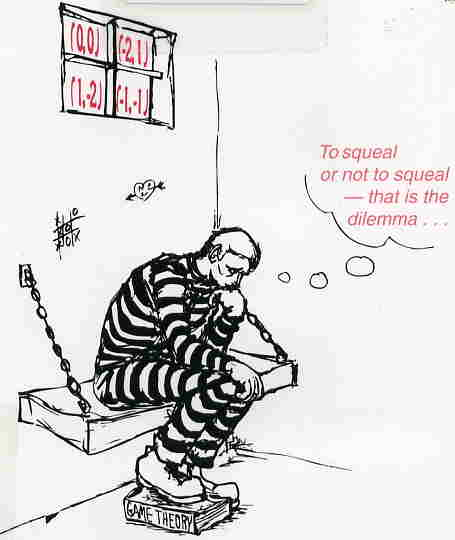 (0,0) (-2,1)
(1,-2) (-1,-1)
To squeal
or not to squeal
— that is the
dilemma . . .
GAME THEORY